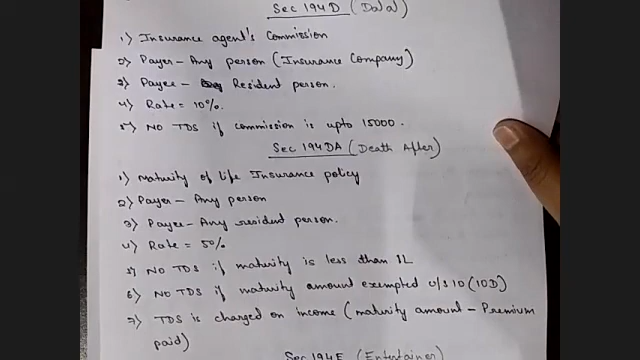 Sec 194D (Dalal)
1) Insurance agent's Commission
2) Payer - Any person (Insurance Company)
3) Payee - Resident person.
4) Rate = 10%.
5) NO TDS if commission is upto 15000.
Sec 194DA (Death After)
1) Maturity of life Insurance policy
2) Payer - Any person
3) Payee - Any resident person.
4) Rate = 5%
5) NO TDS if maturity is less than 1L
6) NO TDS if maturity amount exempted U/S 10 (10D)
7) TDS is charged on income (maturity amount - Premium
paid)
Sec 194E (Entertainer)